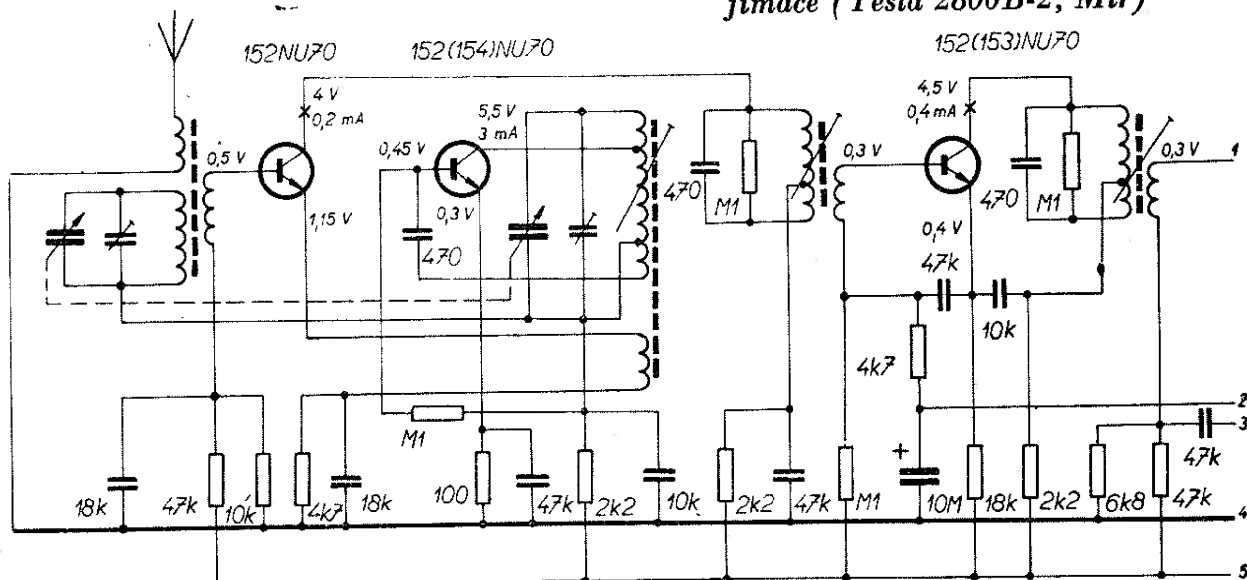 jímače (Tesla 2800B-2, Mír)
152NU70
152(154)NU70
152(153)NU70
4 V
0,2 mA
5,5 V
3 mA
4,5 V
0,4 mA
0,5 V
0,45 V
0,3 V
0,3 V
1
470
M1
470
M1
1,15 V
0,3 V
470
0,4 V
47k
10k
4k7
M1
2
3
47k
18k
47k
10k
4k7
18k
100
47k
2k2
10k
2k2
47k
M1
+
10M
18k
2k2
6k8
47k
4
5